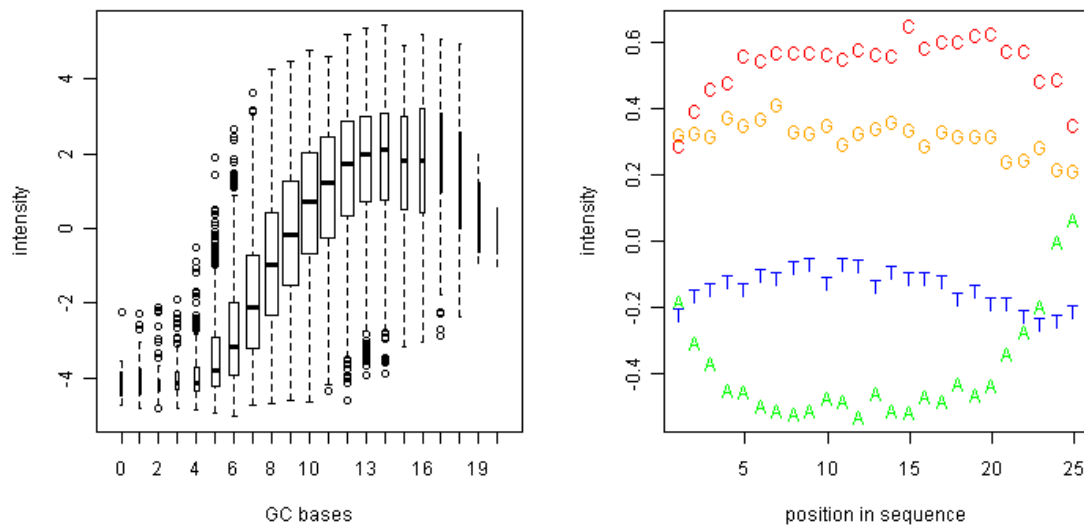 intensity
4
2
0
-2
-4
0 2 4 6 8 10 13 16 19
GC bases
intensity
0.6
0.4
0.2
0.0
-0.2
-0.4
C C C C C C C C C C C C C C C C C C C C C C C C C
G G G G G G G G G G G G G G G G G G G G G G G G G
T T T T T T T T T T T T T T T T T T T T T T T T T
A A A A A A A A A A A A A A A A A A A A A A A A A
5 10 15 20 25
position in sequence